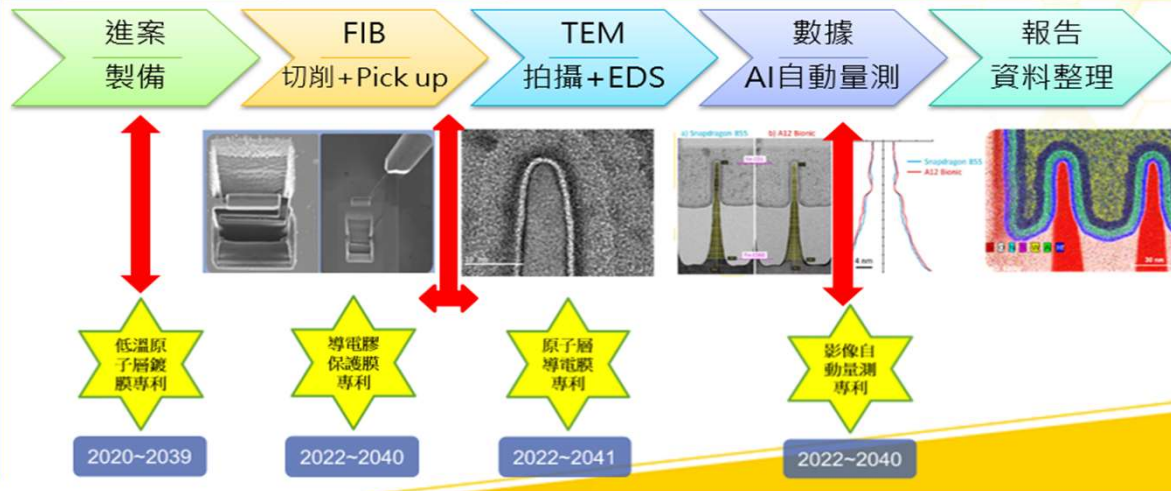 進案
製備
FIB
切削+Pick up
TEM
拍攝+EDS
數據
AI自動量測
報告
資料整理
a) Snapdragon 855
b) A12 Bionic
Snapdragon 855
A12 Bionic
4 nm
30 nm
低溫原
子層鍍
膜專利
導電膠
保護膜
專利
原子層
導電膜
專利
影像自
動量測
專利
2020~2039
2022~2040
2022~2041
2022~2040